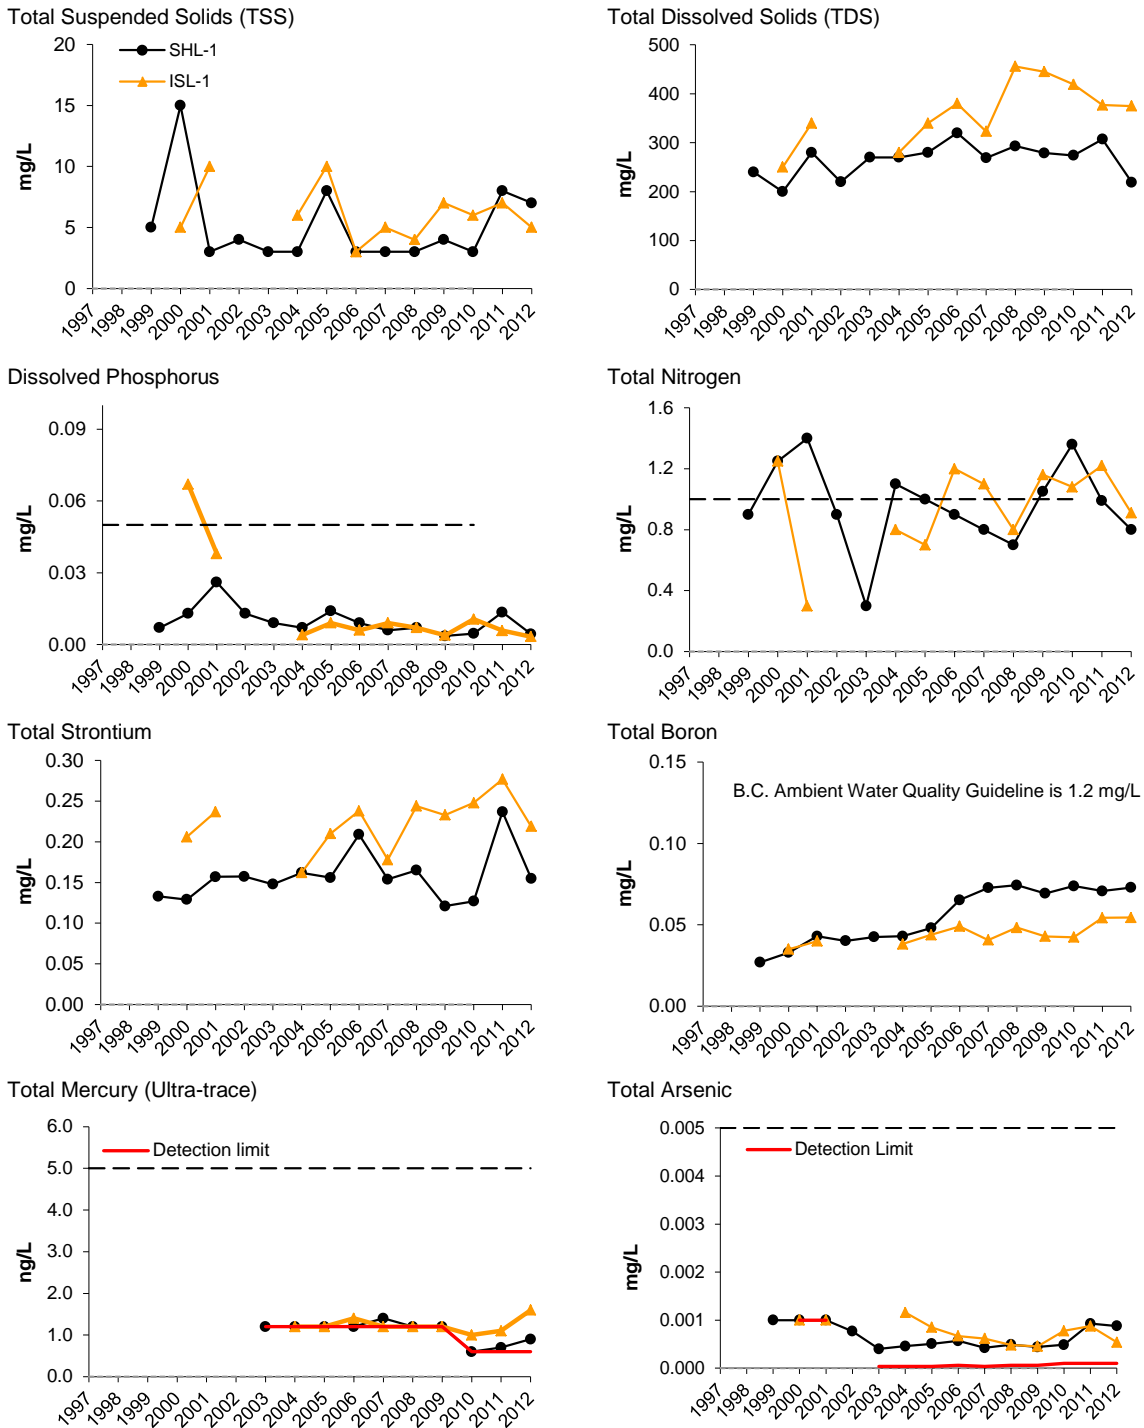 Total Suspended Solids (TSS)
20
15
10
5
0
mg/L
SHL-1
ISL-1
1997 1998 1999 2000 2001 2002 2003 2004 2005 2006 2007 2008 2009 2010 2011 2012
Total Dissolved Solids (TDS)
500
400
300
200
100
0
mg/L
1997 1998 1999 2000 2001 2002 2003 2004 2005 2006 2007 2008 2009 2010 2011 2012
Dissolved Phosphorus
0.09
0.06
0.03
0.00
mg/L
1997 1998 1999 2000 2001 2002 2003 2004 2005 2006 2007 2008 2009 2010 2011 2012
Total Nitrogen
1.6
1.2
0.8
0.4
0.0
mg/L
1997 1998 1999 2000 2001 2002 2003 2004 2005 2006 2007 2008 2009 2010 2011 2012
Total Strontium
0.30
0.25
0.20
0.15
0.10
0.05
0.00
mg/L
1997 1998 1999 2000 2001 2002 2003 2004 2005 2006 2007 2008 2009 2010 2011 2012
Total Boron
0.15
0.10
0.05
0.00
mg/L
B.C. Ambient Water Quality Guideline is 1.2 mg/L
1997 1998 1999 2000 2001 2002 2003 2004 2005 2006 2007 2008 2009 2010 2011 2012
Total Mercury (Ultra-trace)
6.0
5.0
4.0
3.0
2.0
1.0
0.0
ng/L
Detection limit
1997 1998 1999 2000 2001 2002 2003 2004 2005 2006 2007 2008 2009 2010 2011 2012
Total Arsenic
0.005
0.004
0.003
0.002
0.001
0.000
mg/L
Detection Limit
1997 1998 1999 2000 2001 2002 2003 2004 2005 2006 2007 2008 2009 2010 2011 2012